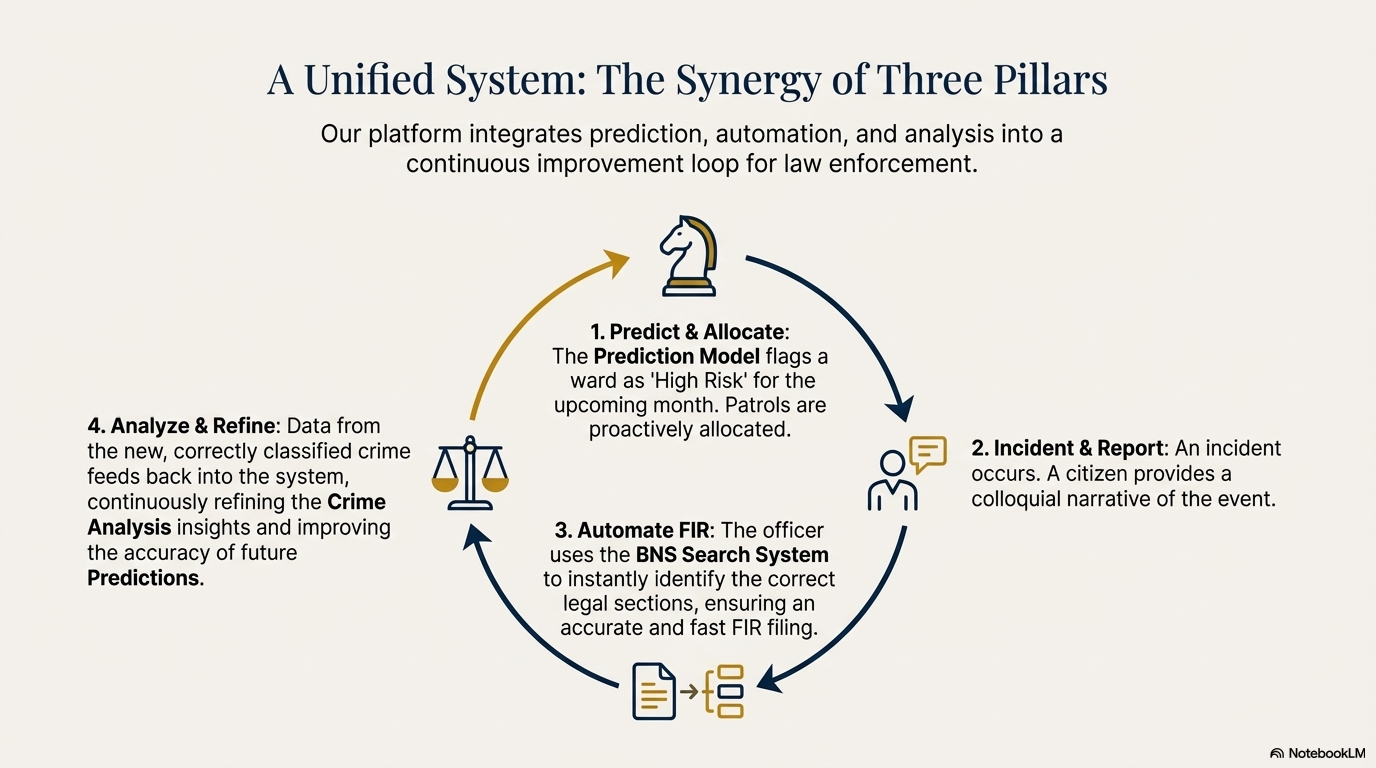 A Unified System: The Synergy of Three Pillars
Our platform integrates prediction, automation, and analysis into a
continuous improvement loop for law enforcement.
1. Predict & Allocate:
The Prediction Model flags a
ward as 'High Risk' for the
upcoming month. Patrols are
proactively allocated.
2. Incident & Report: An incident
occurs. A citizen provides a
colloquial narrative of the event.
3. Automate FIR: The officer
uses the BNS Search System
to instantly identify the correct
legal sections, ensuring an
accurate and fast FIR filing.
4. Analyze & Refine: Data from
the new, correctly classified crime
feeds back into the system,
continuously refining the Crime
Analysis insights and improving
the accuracy of future
Predictions.
NotebookLM